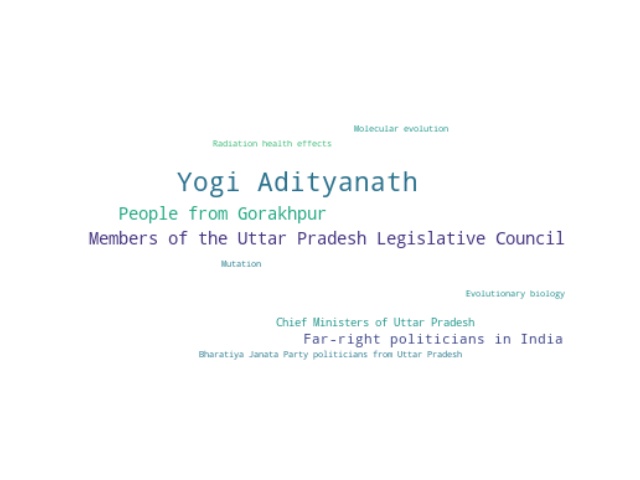 Molecular evolution
Radiation health effects
Yogi Adityanath
People from Gorakhpur
Members of the Uttar Pradesh Legislative Council
Mutation
Evolutionary biology
Chief Ministers of Uttar Pradesh
Far-right politicians in India
Bharatiya Janata Party politicians from Uttar Pradesh